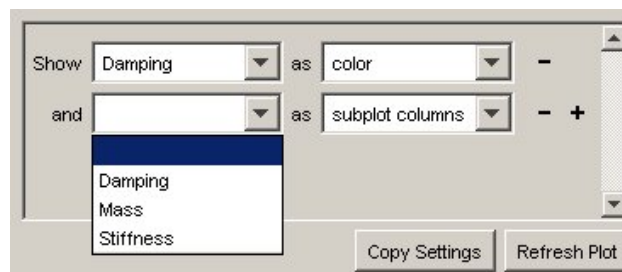 Show Damping as color -
and as subplot columns - +
Damping
Mass
Stiffness
Copy Settings Refresh Plot